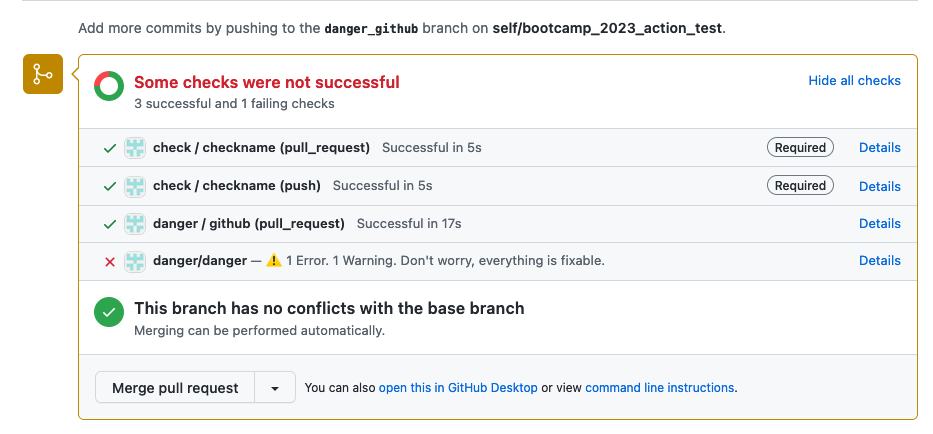 Add more commits by pushing to the danger_github branch on self/bootcamp_2023_action_test.
Some checks were not successful
Hide all checks
3 successful and 1 failing checks
check / checkname (pull_request) Successful in 5s Required Details
check / checkname (push) Successful in 5s Required Details
danger / github (pull_request) Successful in 17s Details
danger/danger — ⚠️ 1 Error. 1 Warning. Don't worry, everything is fixable. Details
This branch has no conflicts with the base branch
Merging can be performed automatically.
Merge pull request You can also open this in GitHub Desktop or view command line instructions.